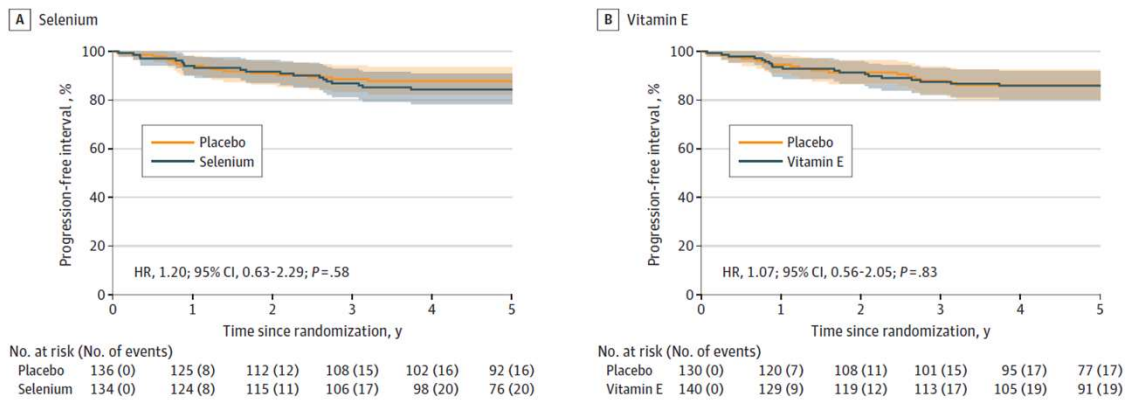 A Selenium
100
80
60
40
20
0
Progression-free interval, %
Placebo
Selenium
HR, 1.20; 95% CI, 0.63-2.29; P=.58
0 1 2 3 4 5
Time since randomization, y
No. at risk (No. of events)
Placebo 136 (0) 125 (8) 112 (12) 108 (15) 102 (16) 92 (16)
Selenium 134 (0) 124 (8) 115 (11) 106 (17) 98 (20) 76 (20)
B Vitamin E
100
80
60
40
20
0
Progression-free interval, %
Placebo
Vitamin E
HR, 1.07; 95% CI, 0.56-2.05; P=.83
0 1 2 3 4 5
Time since randomization, y
No. at risk (No. of events)
Placebo 130 (0) 120 (7) 108 (11) 101 (15) 95 (17) 77 (17)
Vitamin E 140 (0) 129 (9) 119 (12) 113 (17) 105 (19) 91 (19)